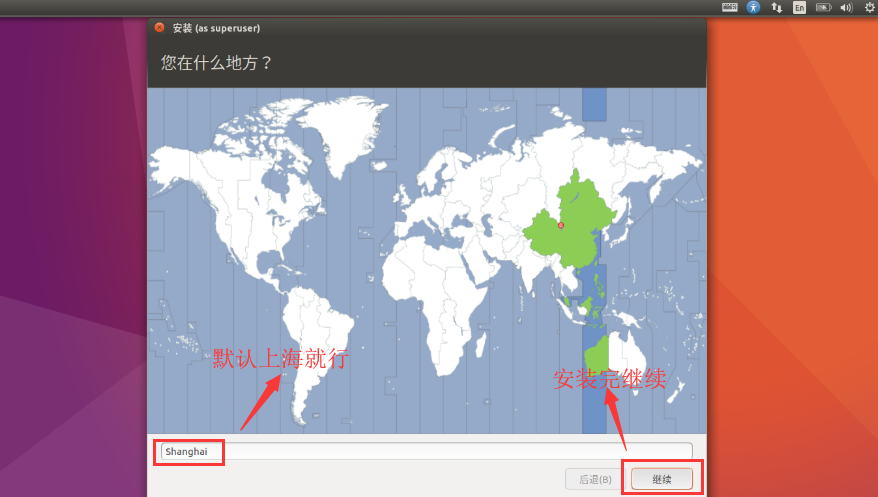 En
安装 (as superuser)
您在什么地方？
默认上海就行
安装完继续
Shanghai
后退(B)
继续